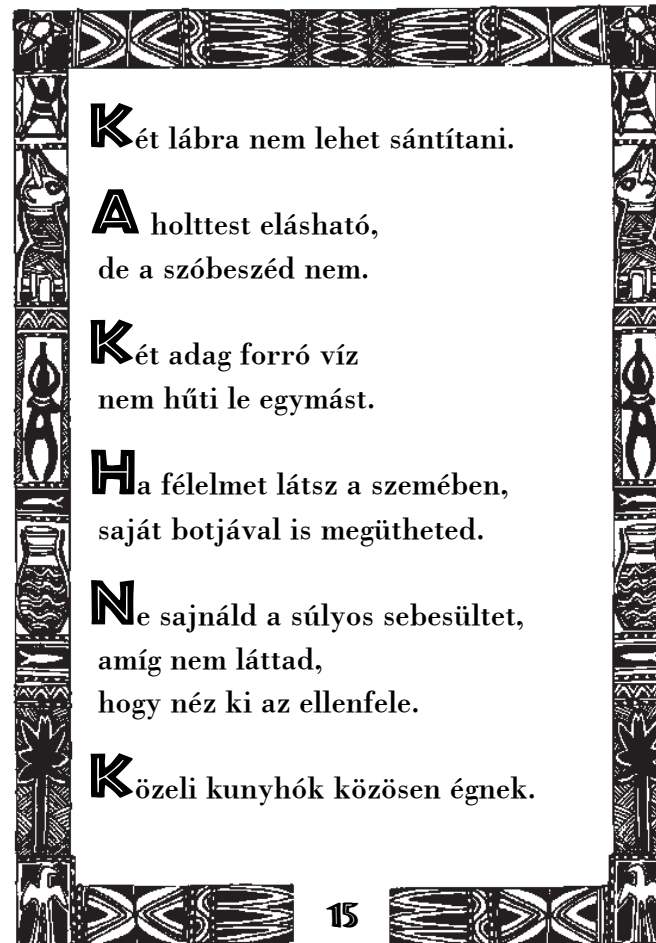 Két lábra nem lehet sántítani.
A holttest elásható,
de a szóbeszéd nem.
Két adag forró víz
nem hűti le egymást.
Ha félelmet látsz a szemében,
saját botjával is megütheted.
Ne sajnáld a súlyos sebesültet,
amíg nem láttad,
hogy néz ki az ellenfele.
Közeli kunyhók közösen égnek.
15